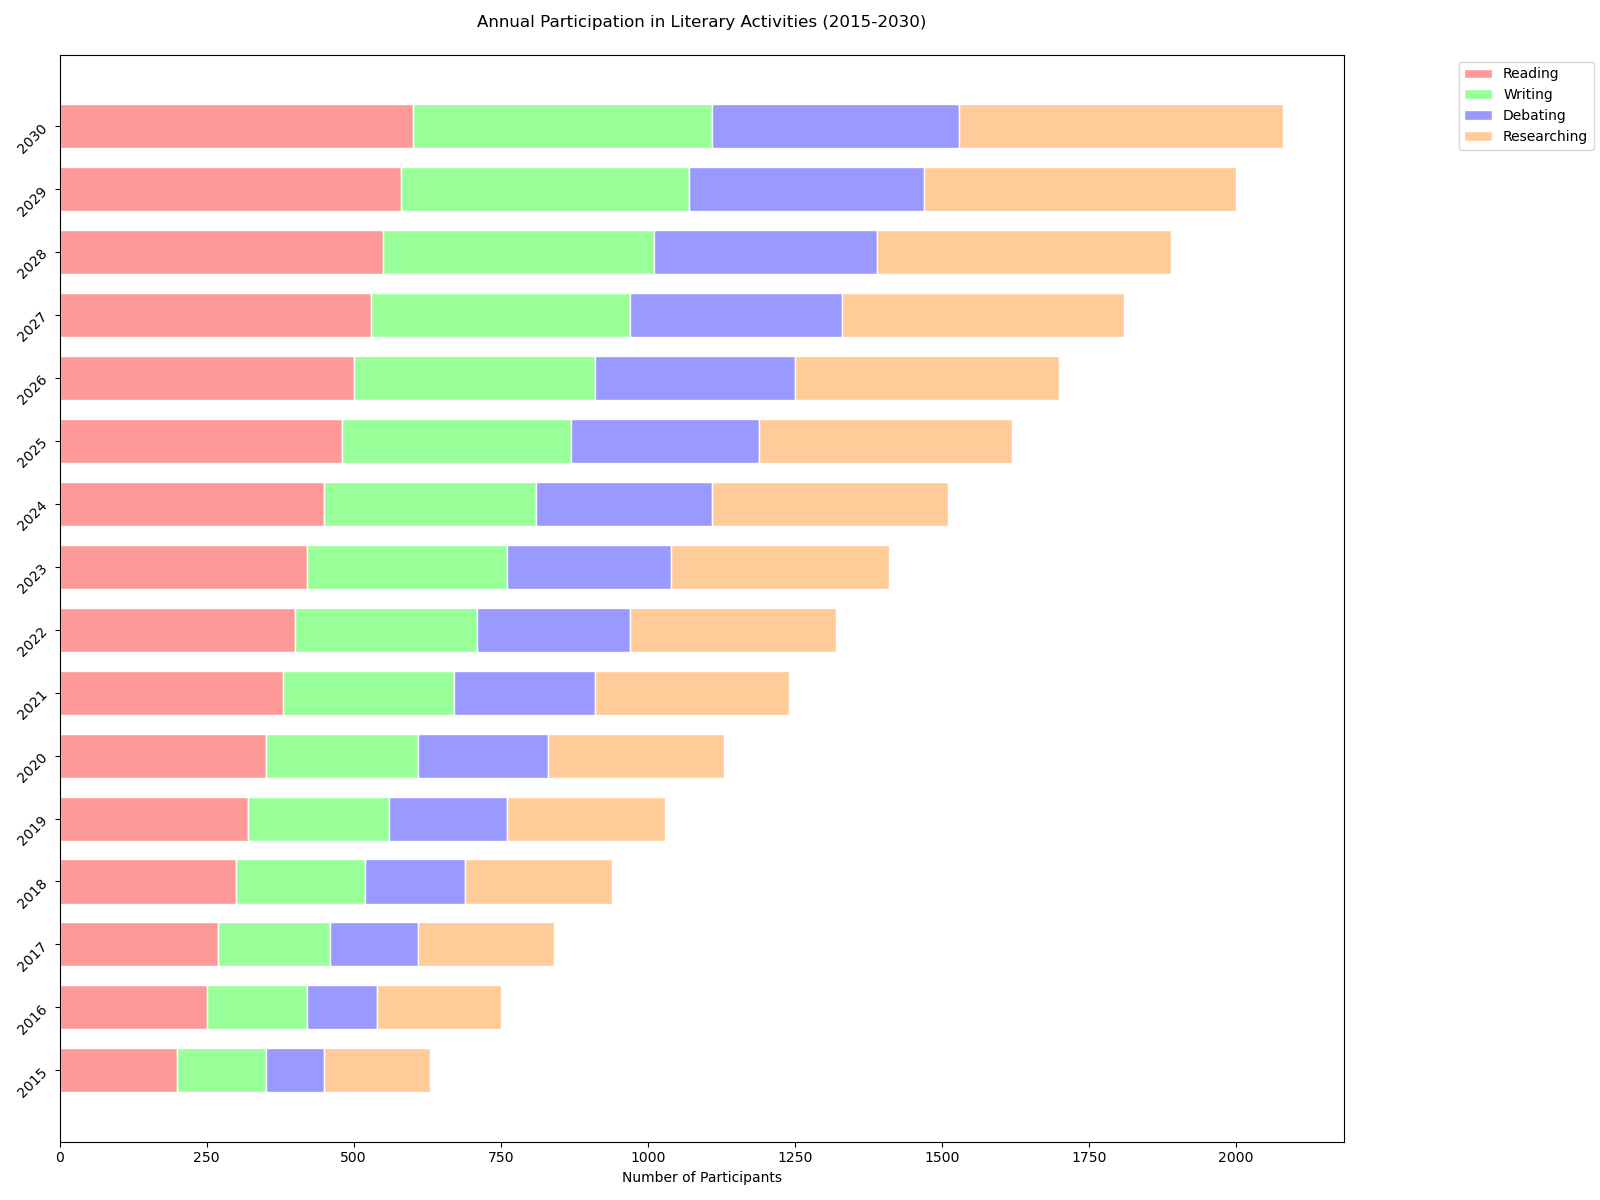 Annual Participation in Literary Activities (2015-2030)
Reading
Writing
Debating
Researching
2030
2029
2028
2027
2026
2025
2024
2023
2022
2021
2020
2019
2018
2017
2016
2015
0 250 500 750 1000 1250 1500 1750 2000
Number of Participants